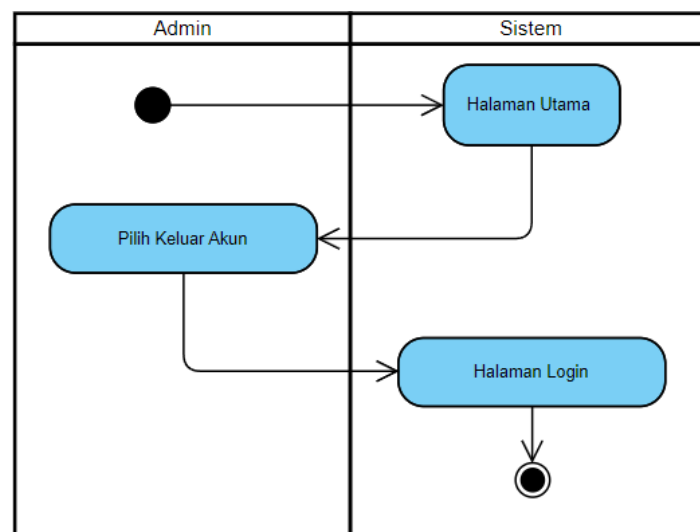 Admin
Sistem
Halaman Utama
Pilih Keluar Akun
Halaman Login